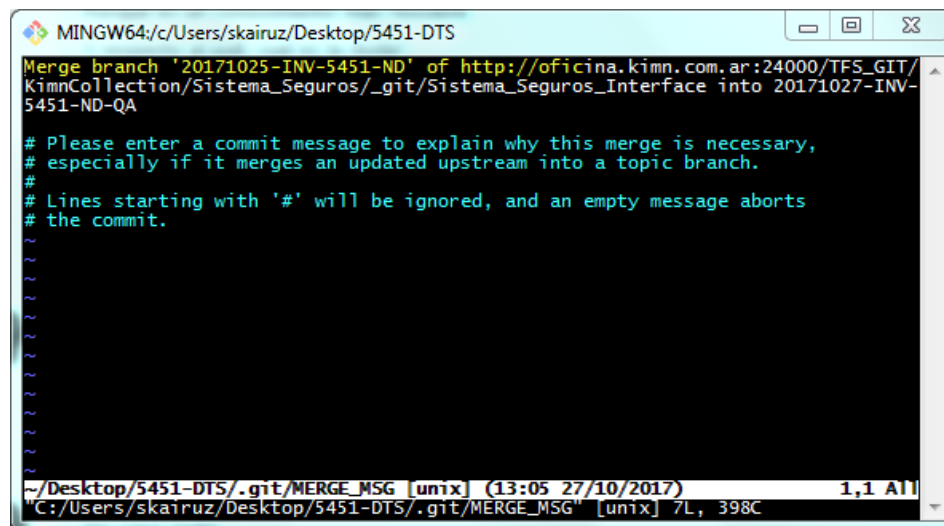 MINGW64:/c/Users/skairuz/Desktop/5451-DTS
Merge branch '20171025-INV-5451-ND' of http://oficina.kimn.com.ar:24000/TFS_GIT/
KimnCollection/Sistema_Seguros/_git/Sistema_Seguros_Interface into 20171027-INV-
5451-ND-QA
# Please enter a commit message to explain why this merge is necessary,
# especially if it merges an updated upstream into a topic branch.
#
# Lines starting with '#' will be ignored, and an empty message aborts
# the commit.
~
~
~
~
~
~
~
~
~
~
~
~
~
~/Desktop/5451-DTS/.git/MERGE_MSG [unix] (13:05 27/10/2017) 1,1 All
"C:/Users/skairuz/Desktop/5451-DTS/.git/MERGE_MSG" [unix] 7L, 398C